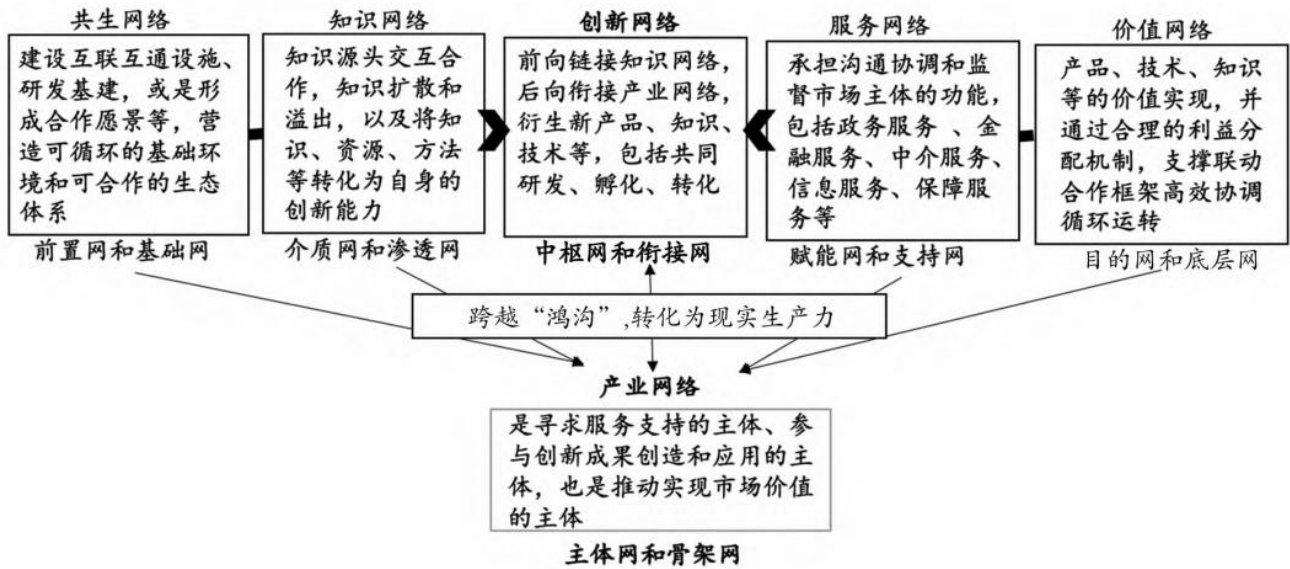 共生网络
知识网络
创新网络
服务网络
价值网络
建设互联互通设施、
研发基建，或是形
成合作愿景等，营
造可循环的基础环
境和可合作的生态
体系
知识源头交互合
作，知识扩散和
溢出，以及将知
识、资源、方法
等转化为自身的
创新能力
前向链接知识网络，
后向衔接产业网络，
衍生新产品、知识、
技术等，包括共同
研发、孵化、转化
承担沟通协调和监
督市场主体的功能，
包括政务服务 、金
融服务、中介服务、
信息服务、保障服
务等
产品、技术、知识
等的价值实现，并
通过合理的利益分
配机制，支撑联动
合作框架高效协调
循环运转
前置网和基础网
介质网和渗透网
中枢网和衔接网
赋能网和支持网
目的网和底层网
跨越“鸿沟”,转化为现实生产力
产业网络
是寻求服务支持的主体、参
与创新成果创造和应用的主
体，也是推动实现市场价值
的主体
主体网和骨架网